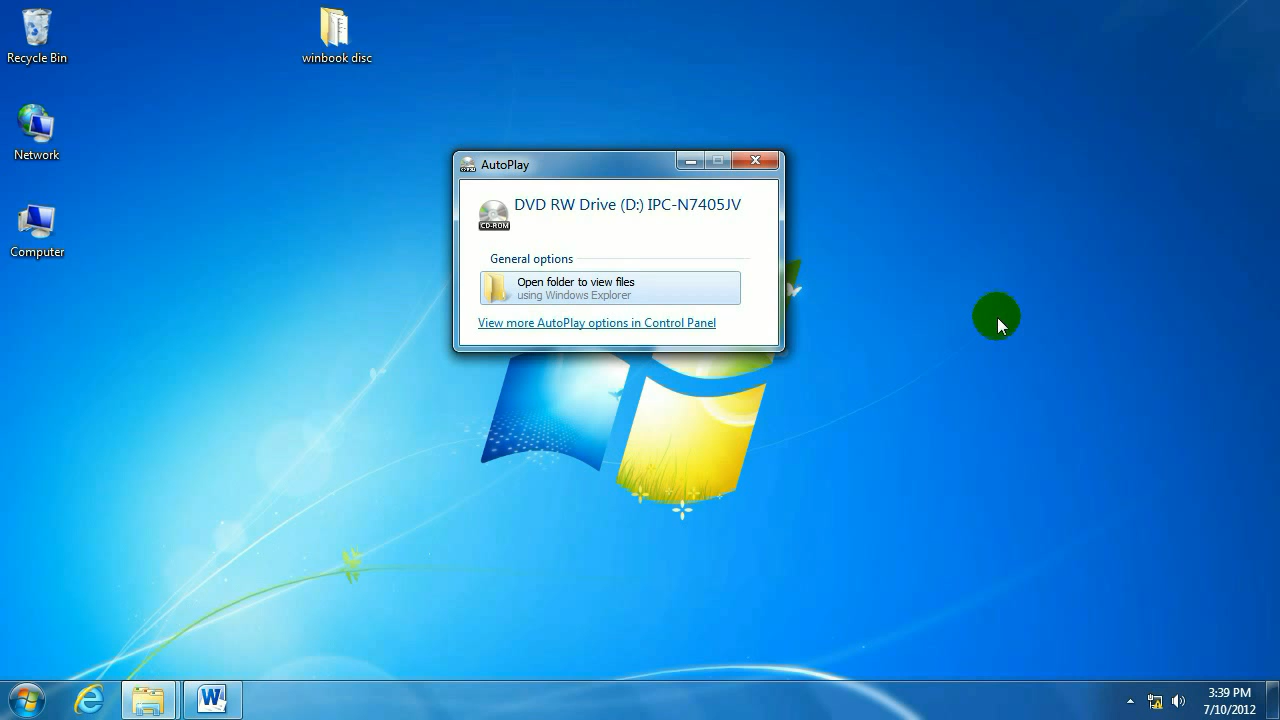 Recycle Bin
winbook disc
Network
Computer
AutoPlay
DVD RW Drive (D:) IPC-N7405JV
CD-ROM
General options
Open folder to view files
using Windows Explorer
View more AutoPlay options in Control Panel
W
3:39 PM
7/10/2012